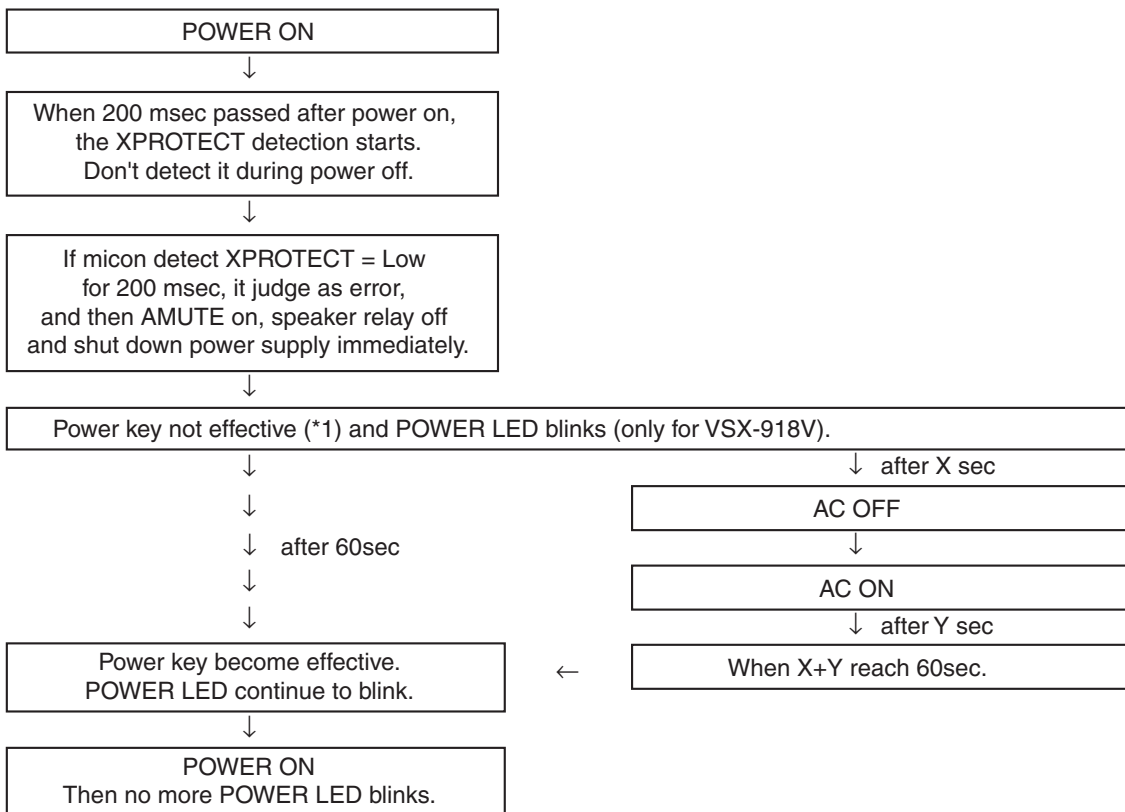 POWER ON
↓
When 200 msec passed after power on,
the XPROTECT detection starts.
Don't detect it during power off.
↓
If micon detect XPROTECT = Low
for 200 msec, it judge as error,
and then AMUTE on, speaker relay off
and shut down power supply immediately.
↓
Power key not effective (*1) and POWER LED blinks (only for VSX-918V).
↓
↓
↓ after 60sec
↓
↓
↓ after X sec
AC OFF
↓
AC ON
↓ after Y sec
When X+Y reach 60sec.
←
Power key become effective.
POWER LED continue to blink.
↓
POWER ON
Then no more POWER LED blinks.